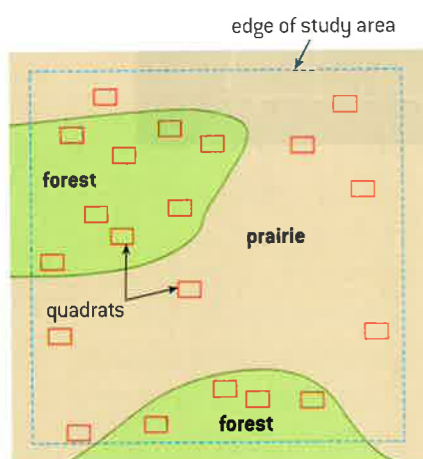 edge of study area
forest
prairie
quadrats
forest